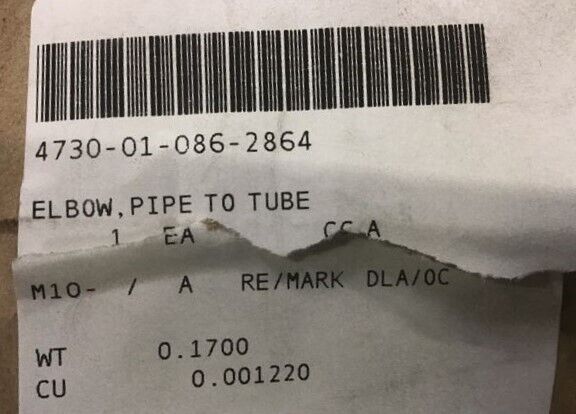 4730-01-086-2864
ELBOW, PIPE TO TUBE
1 EA CC A
M10- / A RE/MARK DLA/OC
WT 0.1700
CU 0.001220